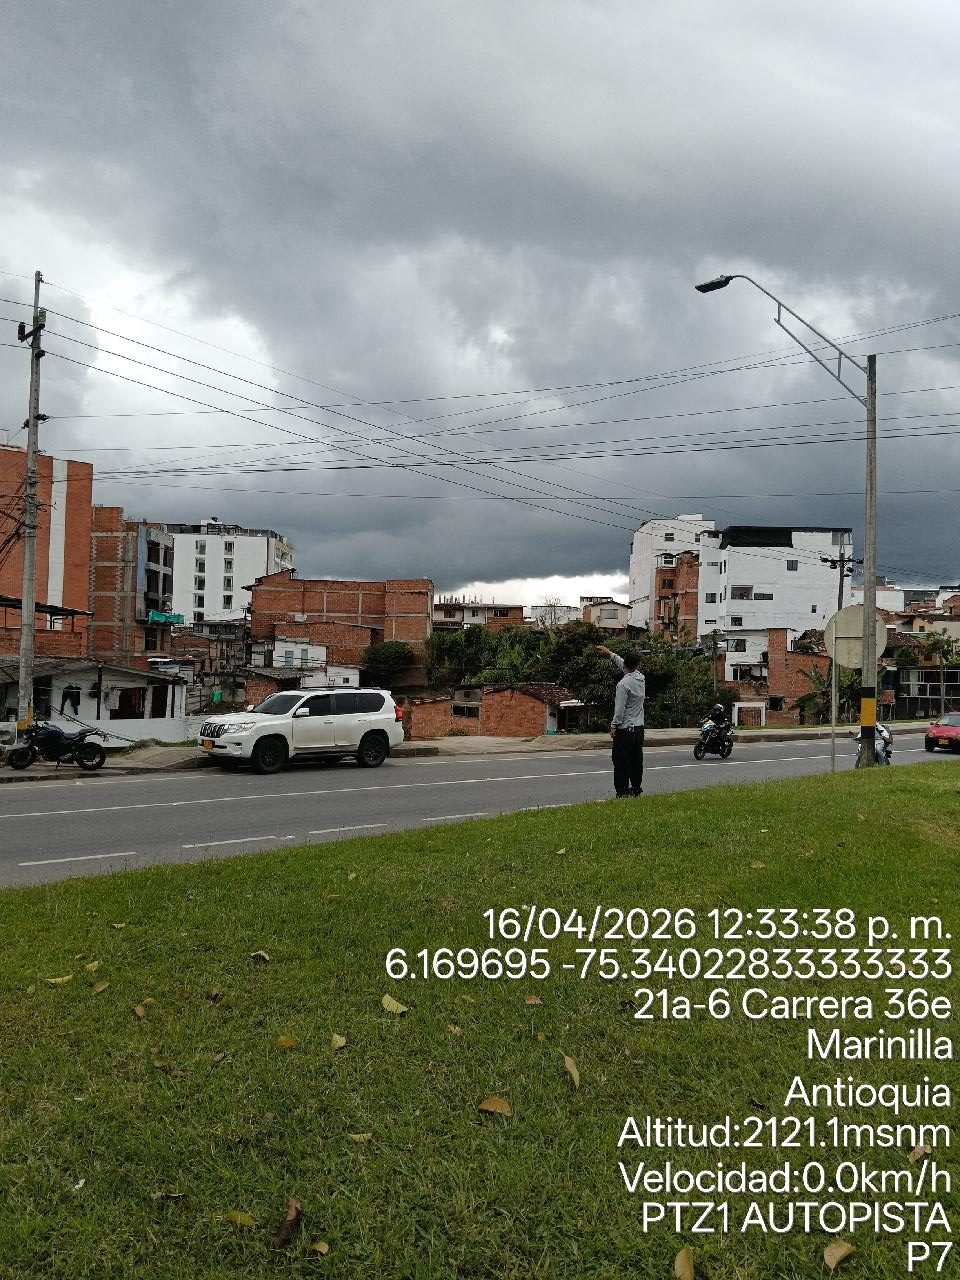 16/04/2026 12:33:38 p. m.
6.169695 -75.34022833333333
21a-6 Carrera 36e
Marinilla
Antioquia
Altitud:2121.1msnm
Velocidad:0.0km/h
PTZ1 AUTOPISTA
P7